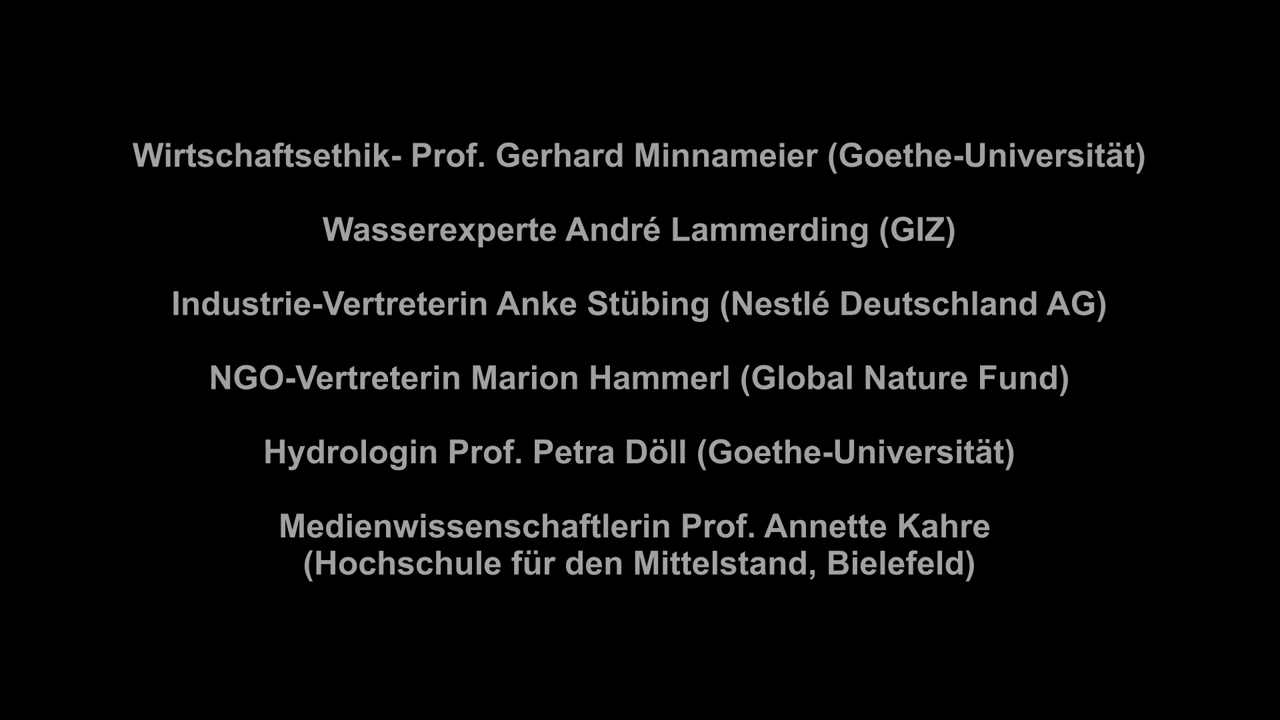 Wirtschaftsethik- Prof. Gerhard Minnameier (Goethe-Universität)
Wasserexperte André Lammerding (GIZ)
Industrie-Vertreterin Anke Stübing (Nestlé Deutschland AG)
NGO-Vertreterin Marion Hammerl (Global Nature Fund)
Hydrologin Prof. Petra Döll (Goethe-Universität)
Medienwissenschaftlerin Prof. Annette Kahre
(Hochschule für den Mittelstand, Bielefeld)